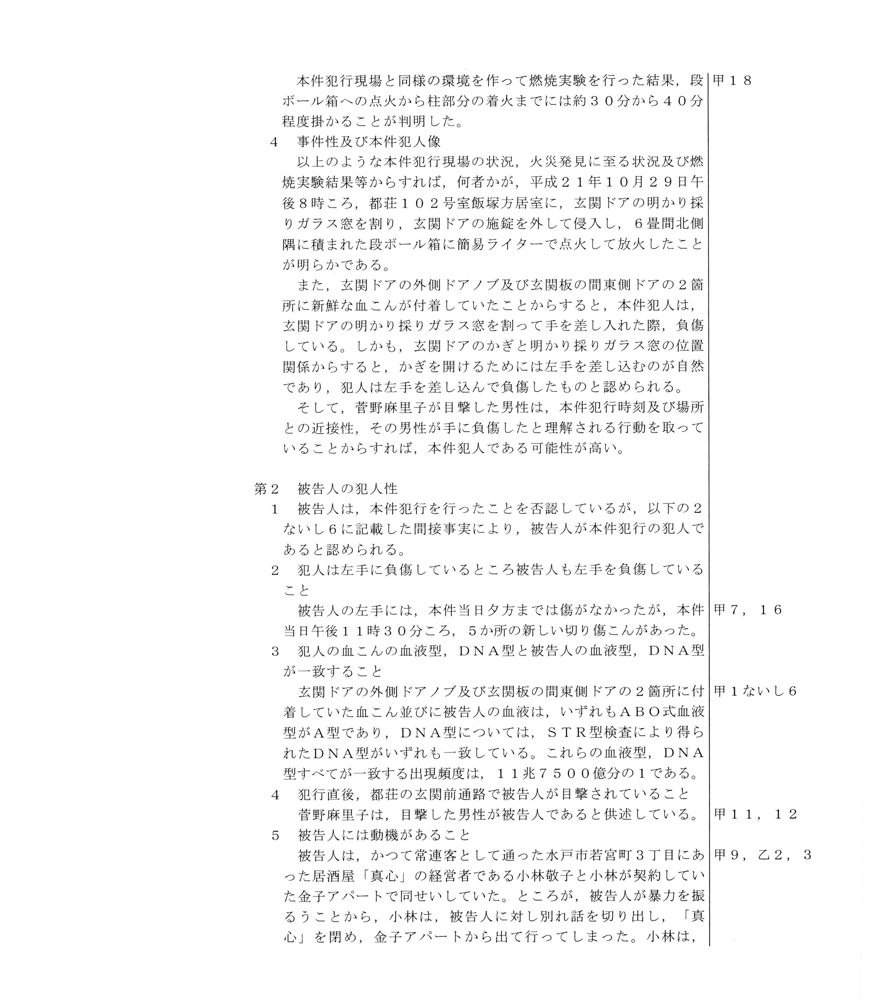 本件犯行現場と同様の環境を作って燃焼実験を行った結果，段 甲１８
ボール箱への点火から柱部分の着火までには約３０分から４０分
程度掛かることが判明した。
４　事件性及び本件犯人像
以上のような本件犯行現場の状況，火災発見に至る状況及び燃
焼実験結果等からすれば，何者かが，平成２１年１０月２９日午
後８時ころ，都荘１０２号室飯塚方居室に，玄関ドアの明かり採
りガラス窓を割り，玄関ドアの施錠を外して侵入し，６畳間北側
隅に積まれた段ボール箱に簡易ライターで点火して放火したこと
が明らかである。
また，玄関ドアの外側ドアノブ及び玄関板の間東側ドアの２箇
所に新鮮な血こんが付着していたことからすると，本件犯人は，
玄関ドアの明かり採りガラス窓を割って手を差し入れた際，負傷
している。しかも，玄関ドアのかぎと明かり採りガラス窓の位置
関係からすると，かぎを開けるためには左手を差し込むのが自然
であり，犯人は左手を差し込んで負傷したものと認められる。
そして，菅野麻里子が目撃した男性は，本件犯行時刻及び場所
との近接性，その男性が手に負傷したと理解される行動を取って
いることからすれば，本件犯人である可能性が高い。
第２　被告人の犯人性
１　被告人は，本件犯行を行ったことを否認しているが，以下の２
ないし６に記載した間接事実により，被告人が本件犯行の犯人で
あると認められる。
２　犯人は左手に負傷しているところ被告人も左手を負傷している
こと
被告人の左手には，本件当日夕方までは傷がなかったが，本件 甲７，１６
当日午後１１時３０分ころ，５か所の新しい切り傷こんがあった。
３　犯人の血こんの血液型，ＤＮＡ型と被告人の血液型，ＤＮＡ型
が一致すること
玄関ドアの外側ドアノブ及び玄関板の間東側ドアの２箇所に付 甲１ないし６
着していた血こん並びに被告人の血液は，いずれもＡＢＯ式血液
型がＡ型であり，ＤＮＡ型については，ＳＴＲ型検査により得ら
れたＤＮＡ型がいずれも一致している。これらの血液型，ＤＮＡ
型すべてが一致する出現頻度は，１１兆７５００億分の１である。
４　犯行直後，都荘の玄関前通路で被告人が目撃されていること
菅野麻里子は，目撃した男性が被告人であると供述している。 甲１１，１２
５　被告人には動機があること
被告人は，かつて常連客として通った水戸市若宮町３丁目にあ 甲９，乙２，３
った居酒屋「真心」の経営者である小林敬子と小林が契約してい
た金子アパートで同せいしていた。ところが，被告人が暴力を振
るうことから，小林は，被告人に対し別れ話を切り出し，「真
心」を閉め，金子アパートから出て行ってしまった。小林は，